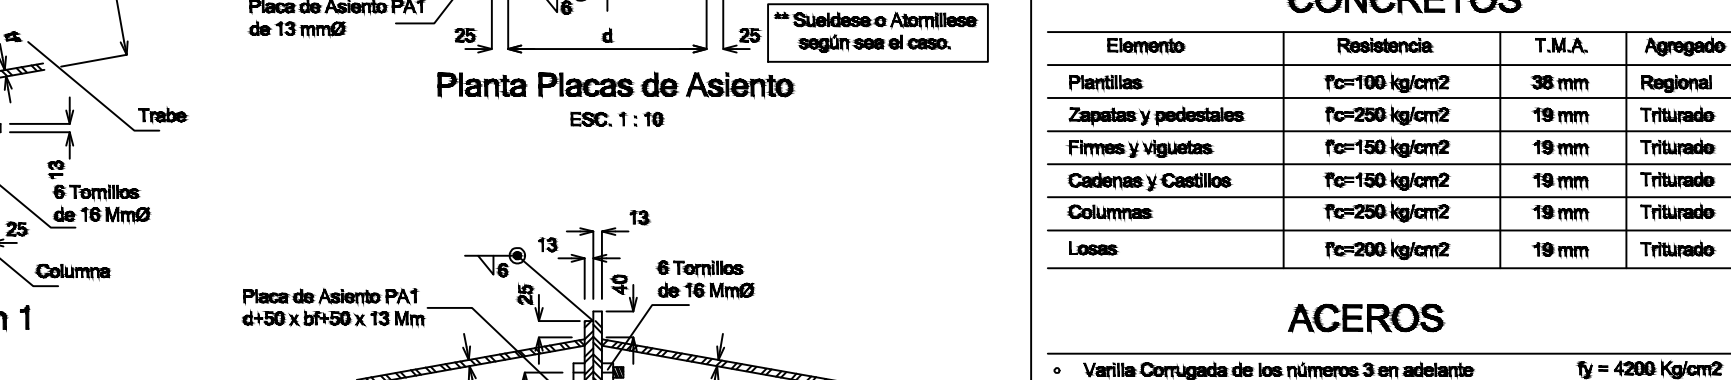 Placa de Asiento PA1
de 13 mmØ
6
25
d
25
** Sueldese o Atornillese
según sea el caso.
Planta Placas de Asiento
ESC. 1 : 10
Trabe
13
6 Tornillos
de 16 MmØ
25
Columna
n 1
13
13
6
25
40
6 Tornillos
de 16 MmØ
Placa de Asiento PA1
d+50 x bf+50 x 13 Mm
CONCRETOS
Elemento Resistencia T.M.A. Agregado
Plantillas f'c=100 kg/cm2 38 mm Regional
Zapatas y pedestales f'c=250 kg/cm2 19 mm Triturado
Firmes y viguetas f'c=150 kg/cm2 19 mm Triturado
Cadenas y Castillos f'c=150 kg/cm2 19 mm Triturado
Columnas f'c=250 kg/cm2 19 mm Triturado
Losas f'c=200 kg/cm2 19 mm Triturado
ACEROS
° Varilla Corrugada de los números 3 en adelante fy = 4200 Kg/cm2